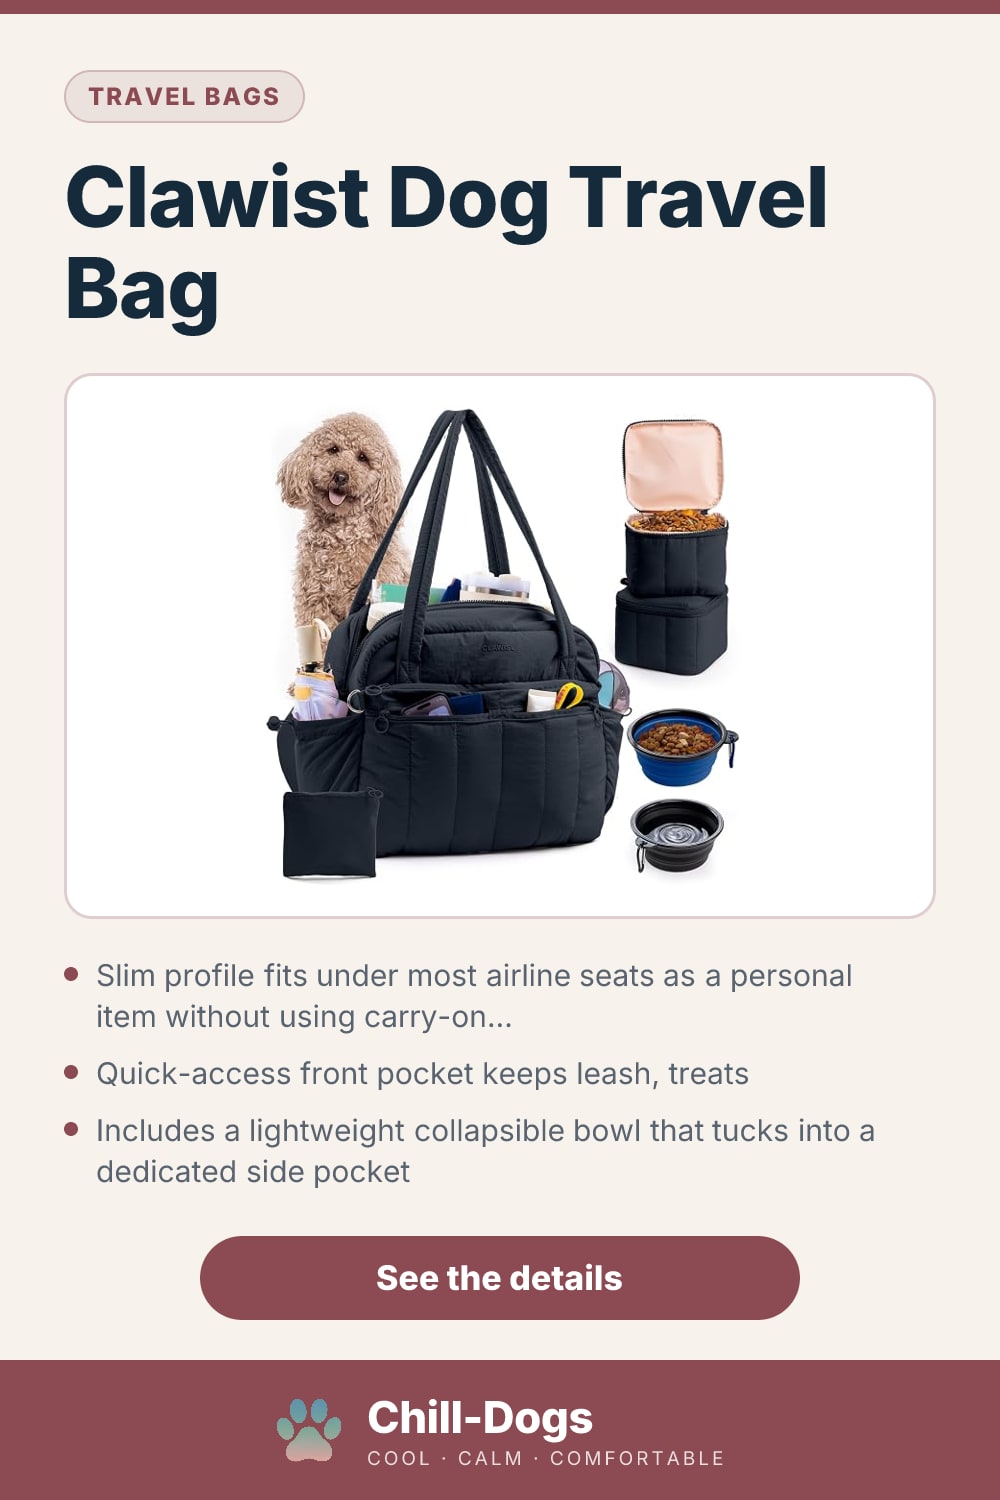 TRAVEL BAGS
Clawist Dog Travel
Bag
CLAWIST
Slim profile fits under most airline seats as a personal
item without using carry-on...
Quick-access front pocket keeps leash, treats
Includes a lightweight collapsible bowl that tucks into a
dedicated side pocket
See the details
Chill-Dogs
COOL · CALM · COMFORTABLE